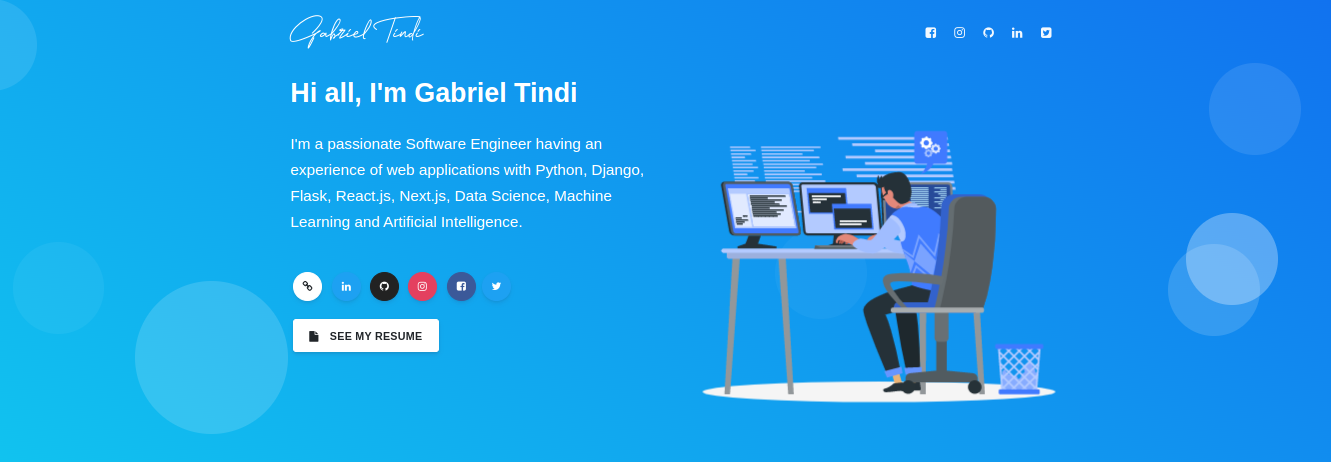 Gabriel Tindi
Hi all, I'm Gabriel Tindi
I'm a passionate Software Engineer having an
experience of web applications with Python, Django,
Flask, React.js, Next.js, Data Science, Machine
Learning and Artificial Intelligence.
SEE MY RESUME